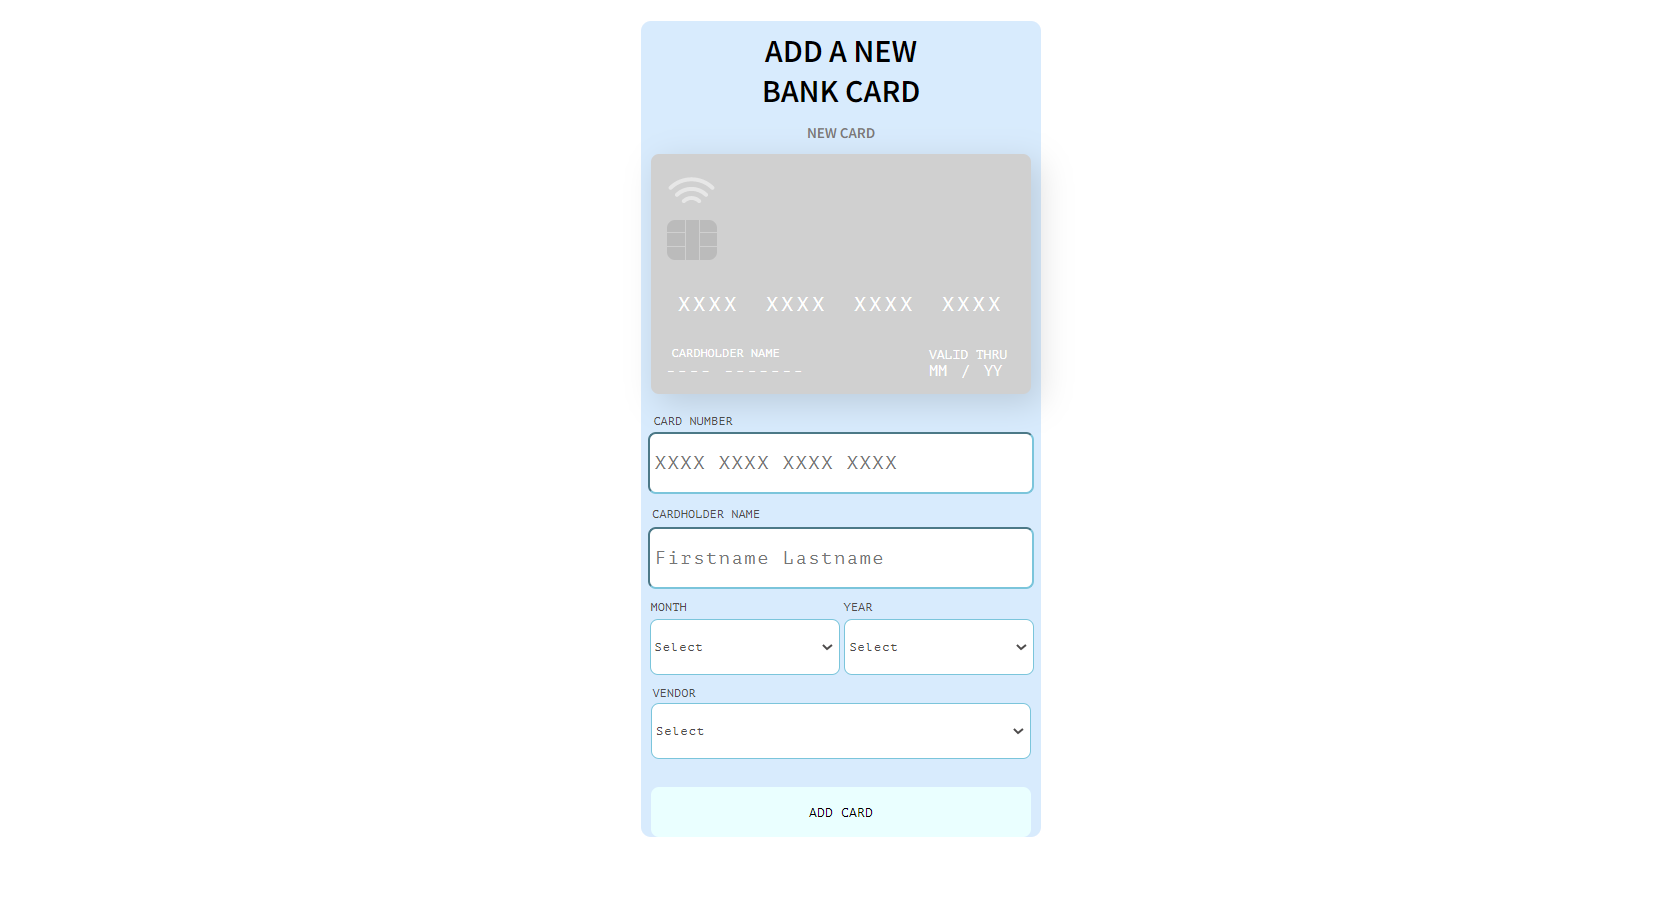 ADD A NEW
BANK CARD
NEW CARD
XXXX XXXX XXXX XXXX
CARDHOLDER NAME
VALID THRU
---- -------
MM / YY
CARD NUMBER
XXXX XXXX XXXX XXXX
CARDHOLDER NAME
Firstname Lastname
MONTH
YEAR
Select
Select
VENDOR
Select
ADD CARD